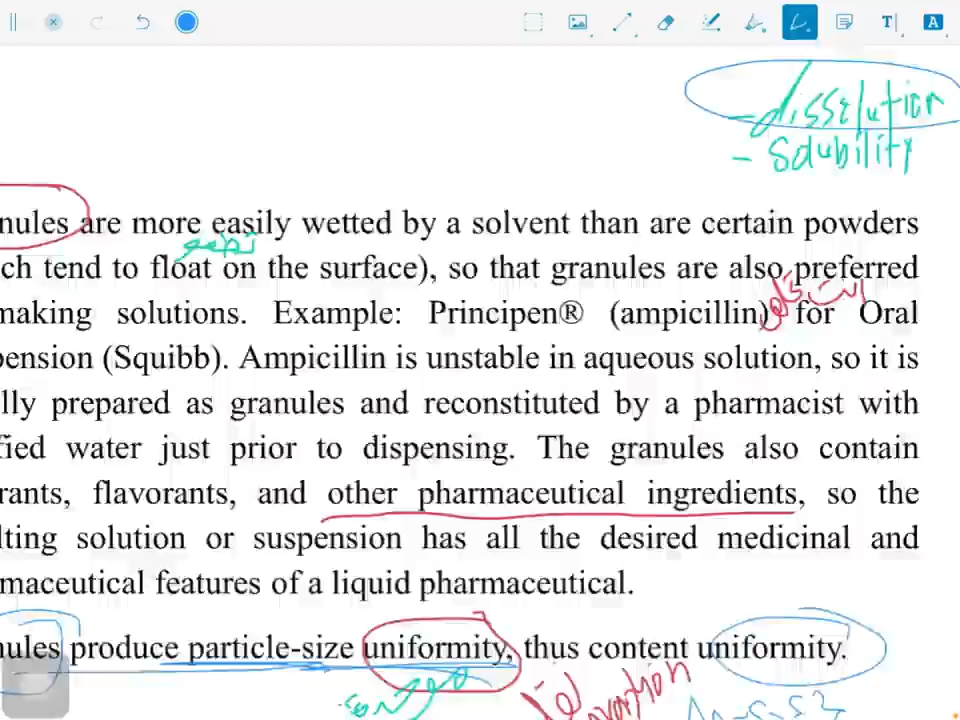 - dissolution
- Solubility
nules are more easily wetted by a solvent than are certain powders
تطفو
ch tend to float on the surface), so that granules are also preferred
making solutions. Example: Principen® (ampicillin) for Oral
pension (Squibb). Ampicillin is unstable in aqueous solution, so it is
lly prepared as granules and reconstituted by a pharmacist with
fied water just prior to dispensing. The granules also contain
rants, flavorants, and other pharmaceutical ingredients, so the
lting solution or suspension has all the desired medicinal and
maceutical features of a liquid pharmaceutical.
nules produce particle-size uniformity, thus content uniformity.